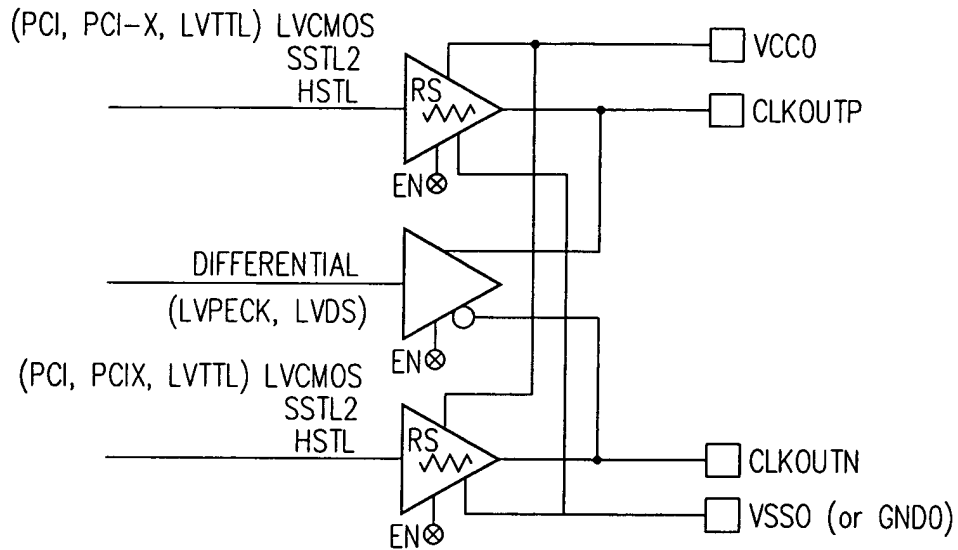 (PCI, PCI-X, LVTTL) LVCMOS
SSTL2
HSTL
RS
EN
VCCO
CLKOUTP
DIFFERENTIAL
(LVPECK, LVDS)
EN
(PCI, PCIX, LVTTL) LVCMOS
SSTL2
HSTL
RS
EN
CLKOUTN
VSSO (or GNDO)